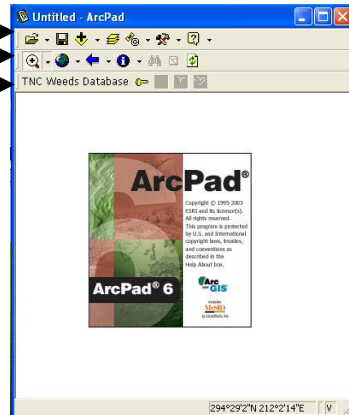 Untitled - ArcPad
TNC Weeds Database
ArcPad®
Copyright © 1995-2003
ESRI and its licensor(s).
All rights reserved.
This program is protected
by U.S. and International
copyright laws, treaties,
and conventions as
described in the
Help About box.
ArcPad® 6
Arc
GIS
MrSID
294°29'2"N 212°2'14"E
V